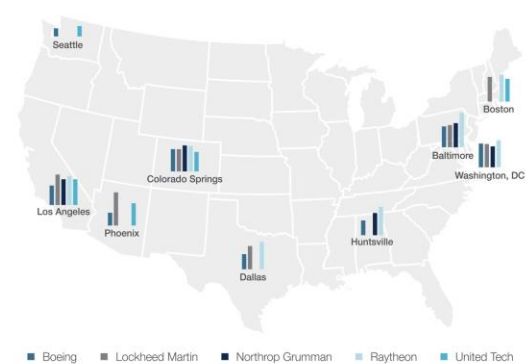 Seattle
Boston
Baltimore
Washington, DC
Colorado Springs
Los Angeles
Phoenix
Huntsville
Dallas
Boeing Lockheed Martin Northrop Grumman Raytheon United Tech